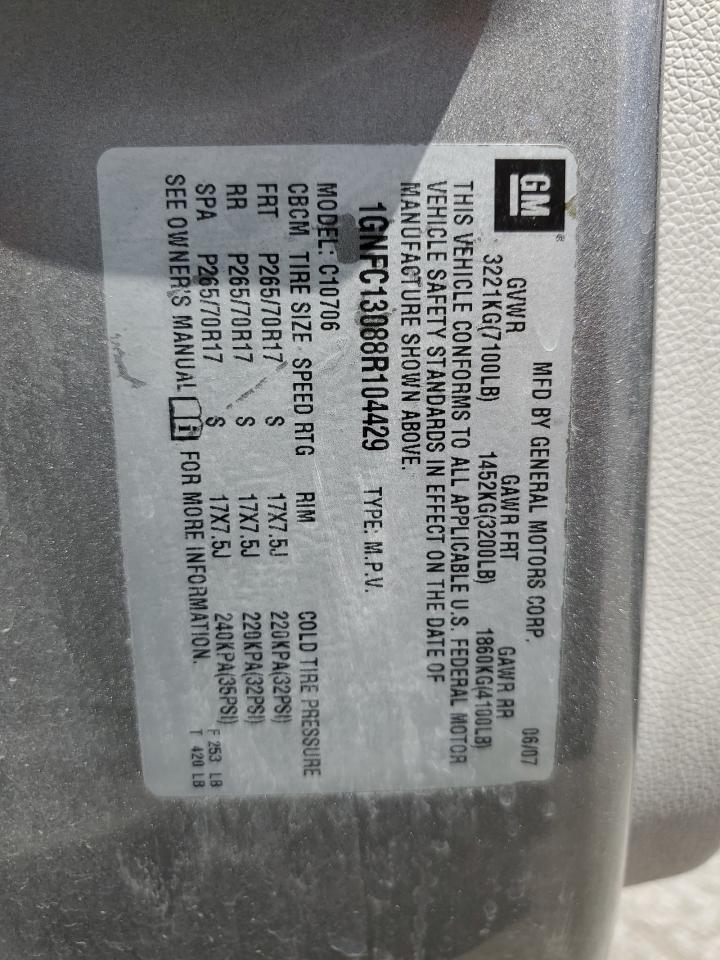 GM ®
MFD BY GENERAL MOTORS CORP. 06/07
GVWR GAWR FRT GAWR RR
3221KG(7100LB) 1452KG(3200LB) 1860KG(4100LB)
THIS VEHICLE CONFORMS TO ALL APPLICABLE U.S. FEDERAL MOTOR
VEHICLE SAFETY STANDARDS IN EFFECT ON THE DATE OF
MANUFACTURE SHOWN ABOVE.
1GNFC13088R104429 TYPE: M.P.V.
MODEL: C10706
CBCM TIRE SIZE SPEED RTG RIM COLD TIRE PRESSURE
FRT P265/70R17 S 17X7.5J 220KPA(32PSI)
RR P265/70R17 S 17X7.5J 220KPA(32PSI)
SPA P265/70R17 S 17X7.5J 240KPA(35PSI)
SEE OWNER'S MANUAL i FOR MORE INFORMATION.
F 253 LB
T 420 LB